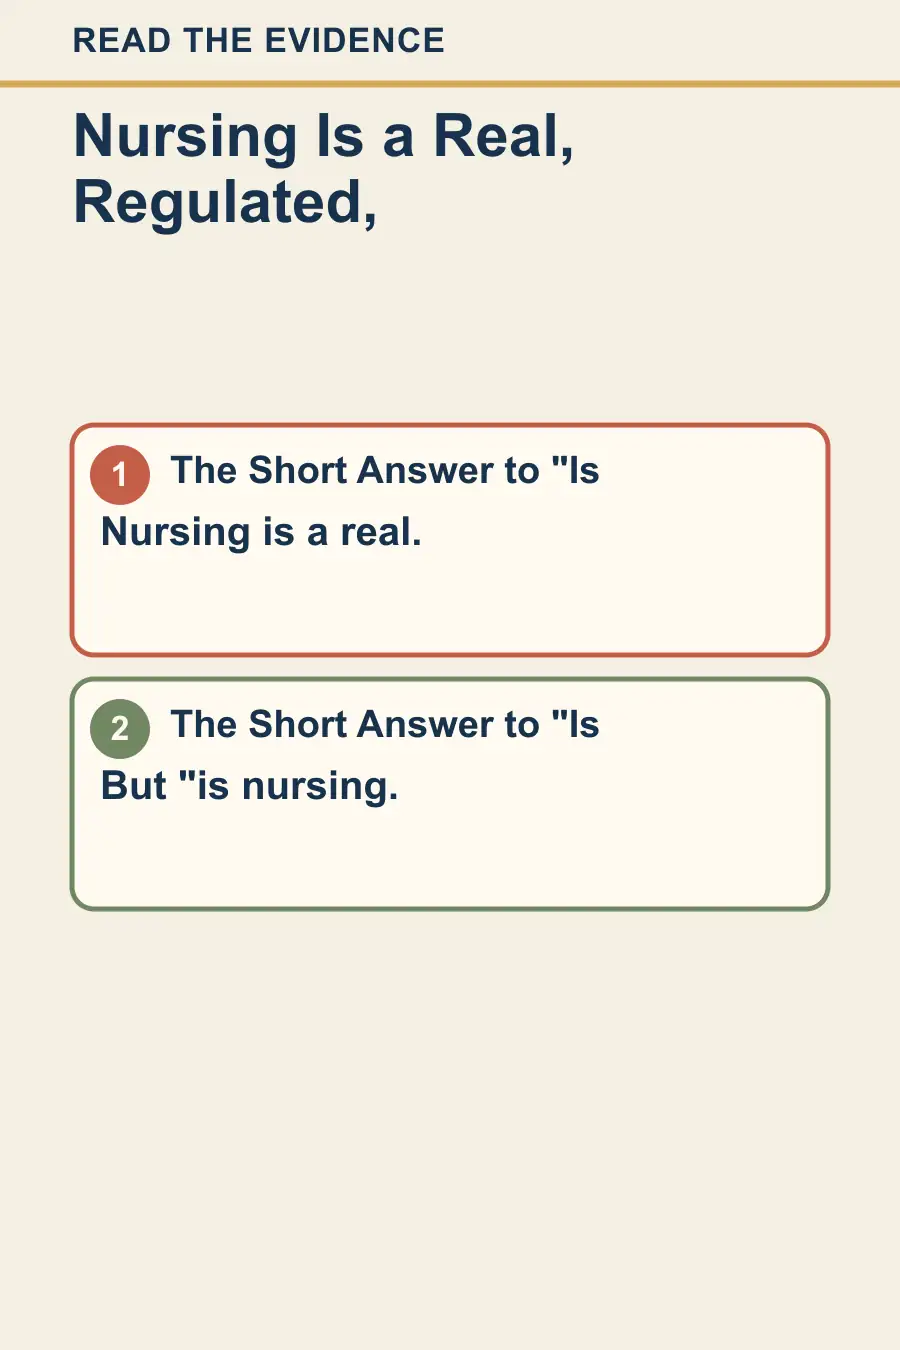 READ THE EVIDENCE
Nursing Is a Real,
Regulated,
1 The Short Answer to "Is
Nursing is a real.
2 The Short Answer to "Is
But "is nursing.